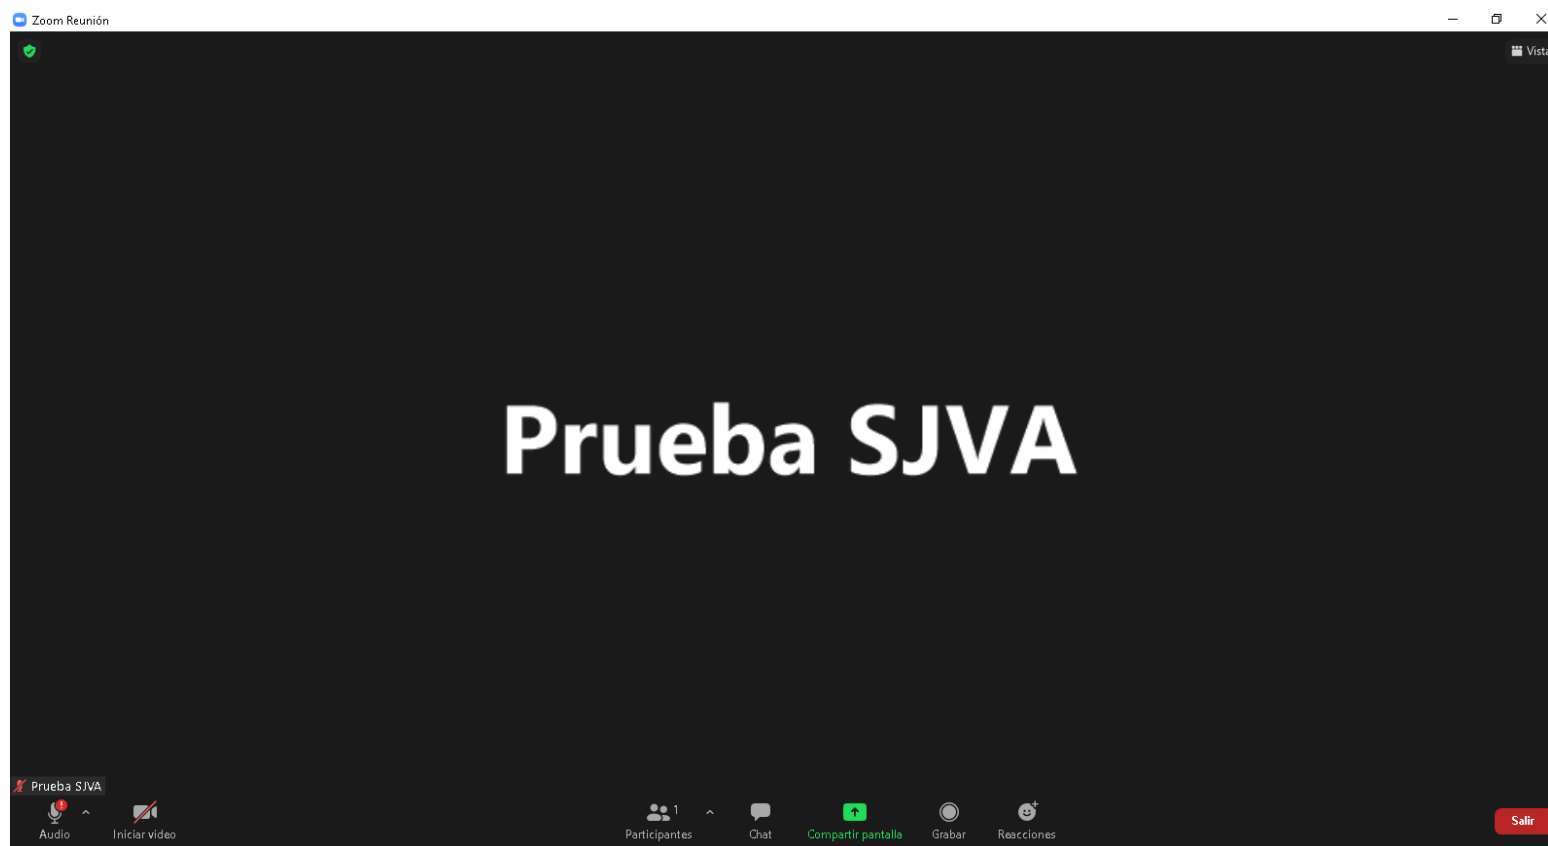 Zoom Reunión
Vista
Prueba SJVA
Prueba SJVA
Audio
Iniciar video
Participantes
1
Chat
Compartir pantalla
Grabar
Reacciones
Salir